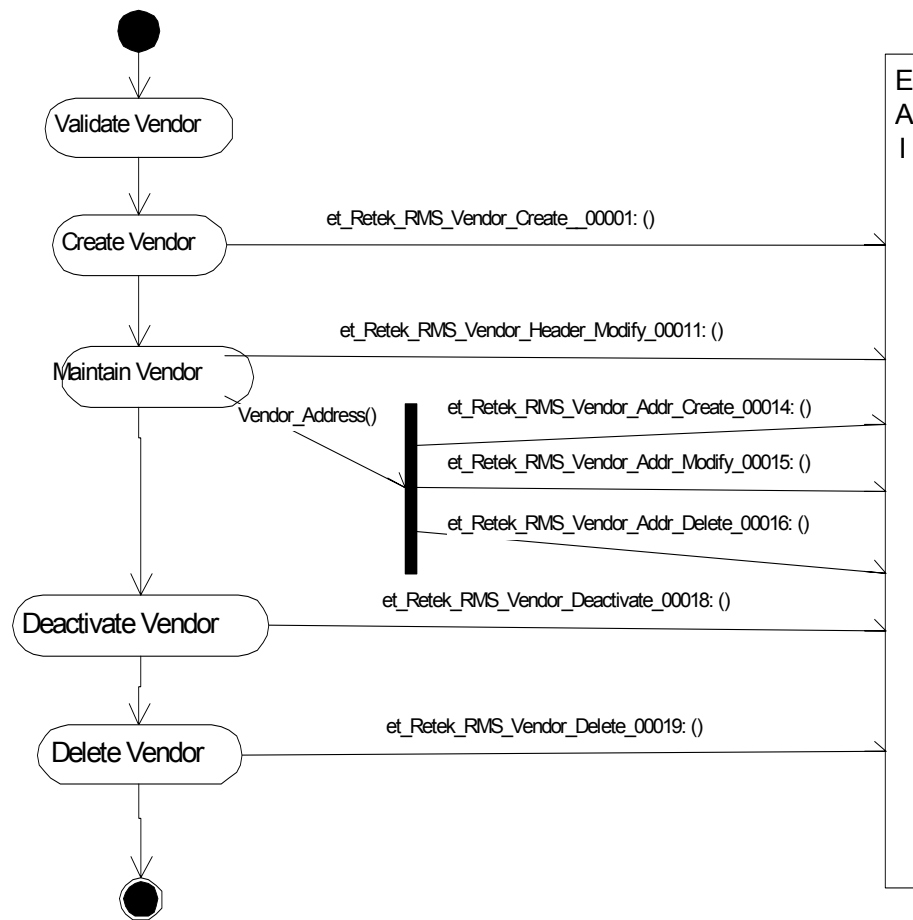 E
A
I
Validate Vendor
et_Retek_RMS_Vendor_Create__00001: ()
Create Vendor
et_Retek_RMS_Vendor_Header_Modify_00011: ()
Maintain Vendor
Vendor_Address()
et_Retek_RMS_Vendor_Addr_Create_00014: ()
et_Retek_RMS_Vendor_Addr_Modify_00015: ()
et_Retek_RMS_Vendor_Addr_Delete_00016: ()
et_Retek_RMS_Vendor_Deactivate_00018: ()
Deactivate Vendor
et_Retek_RMS_Vendor_Delete_00019: ()
Delete Vendor